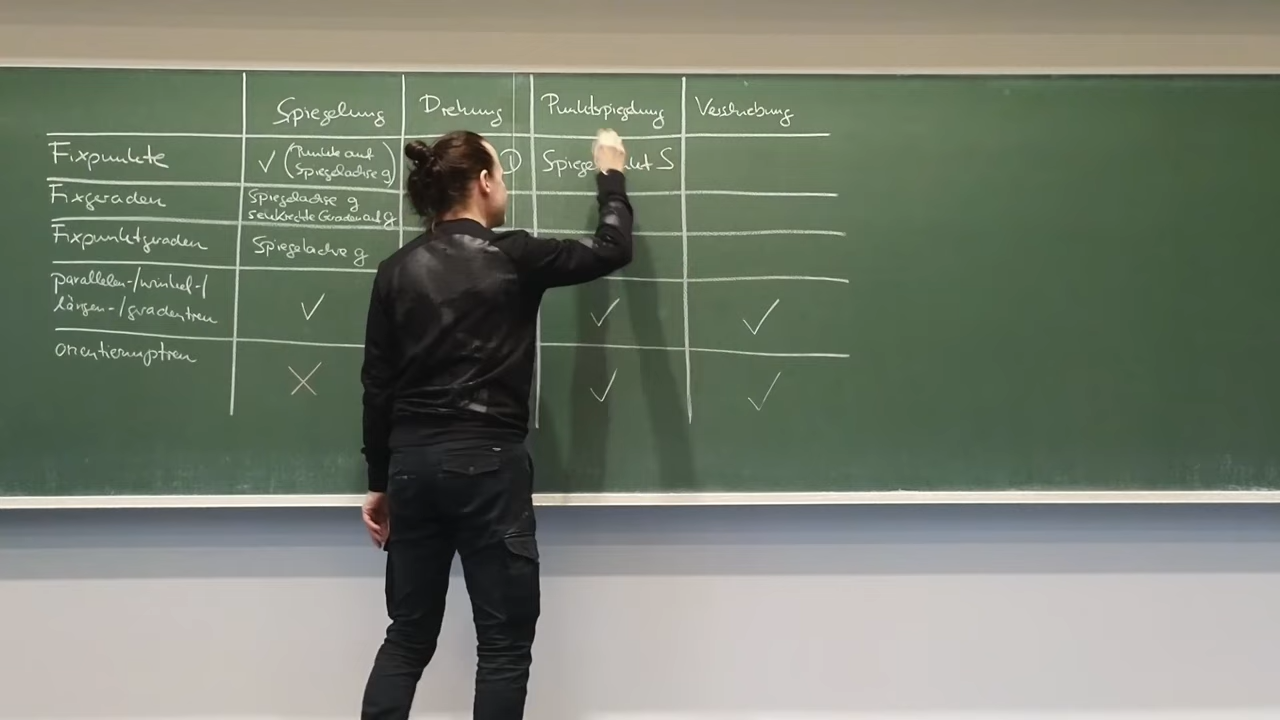 Spiegelung Drehung Punktspiegelung Verschiebung
Fixpunkte ✓ (Punkte auf
Spiegelachse g) S
Fixgeraden Spiegelachse g
senkrechte Geraden auf g
Fixpunktgeraden Spiegelachse g
parallelen-/winkel-/
längen-/geradentreu ✓ ✓ ✓
orientierungstreu
✗ ✓ ✓